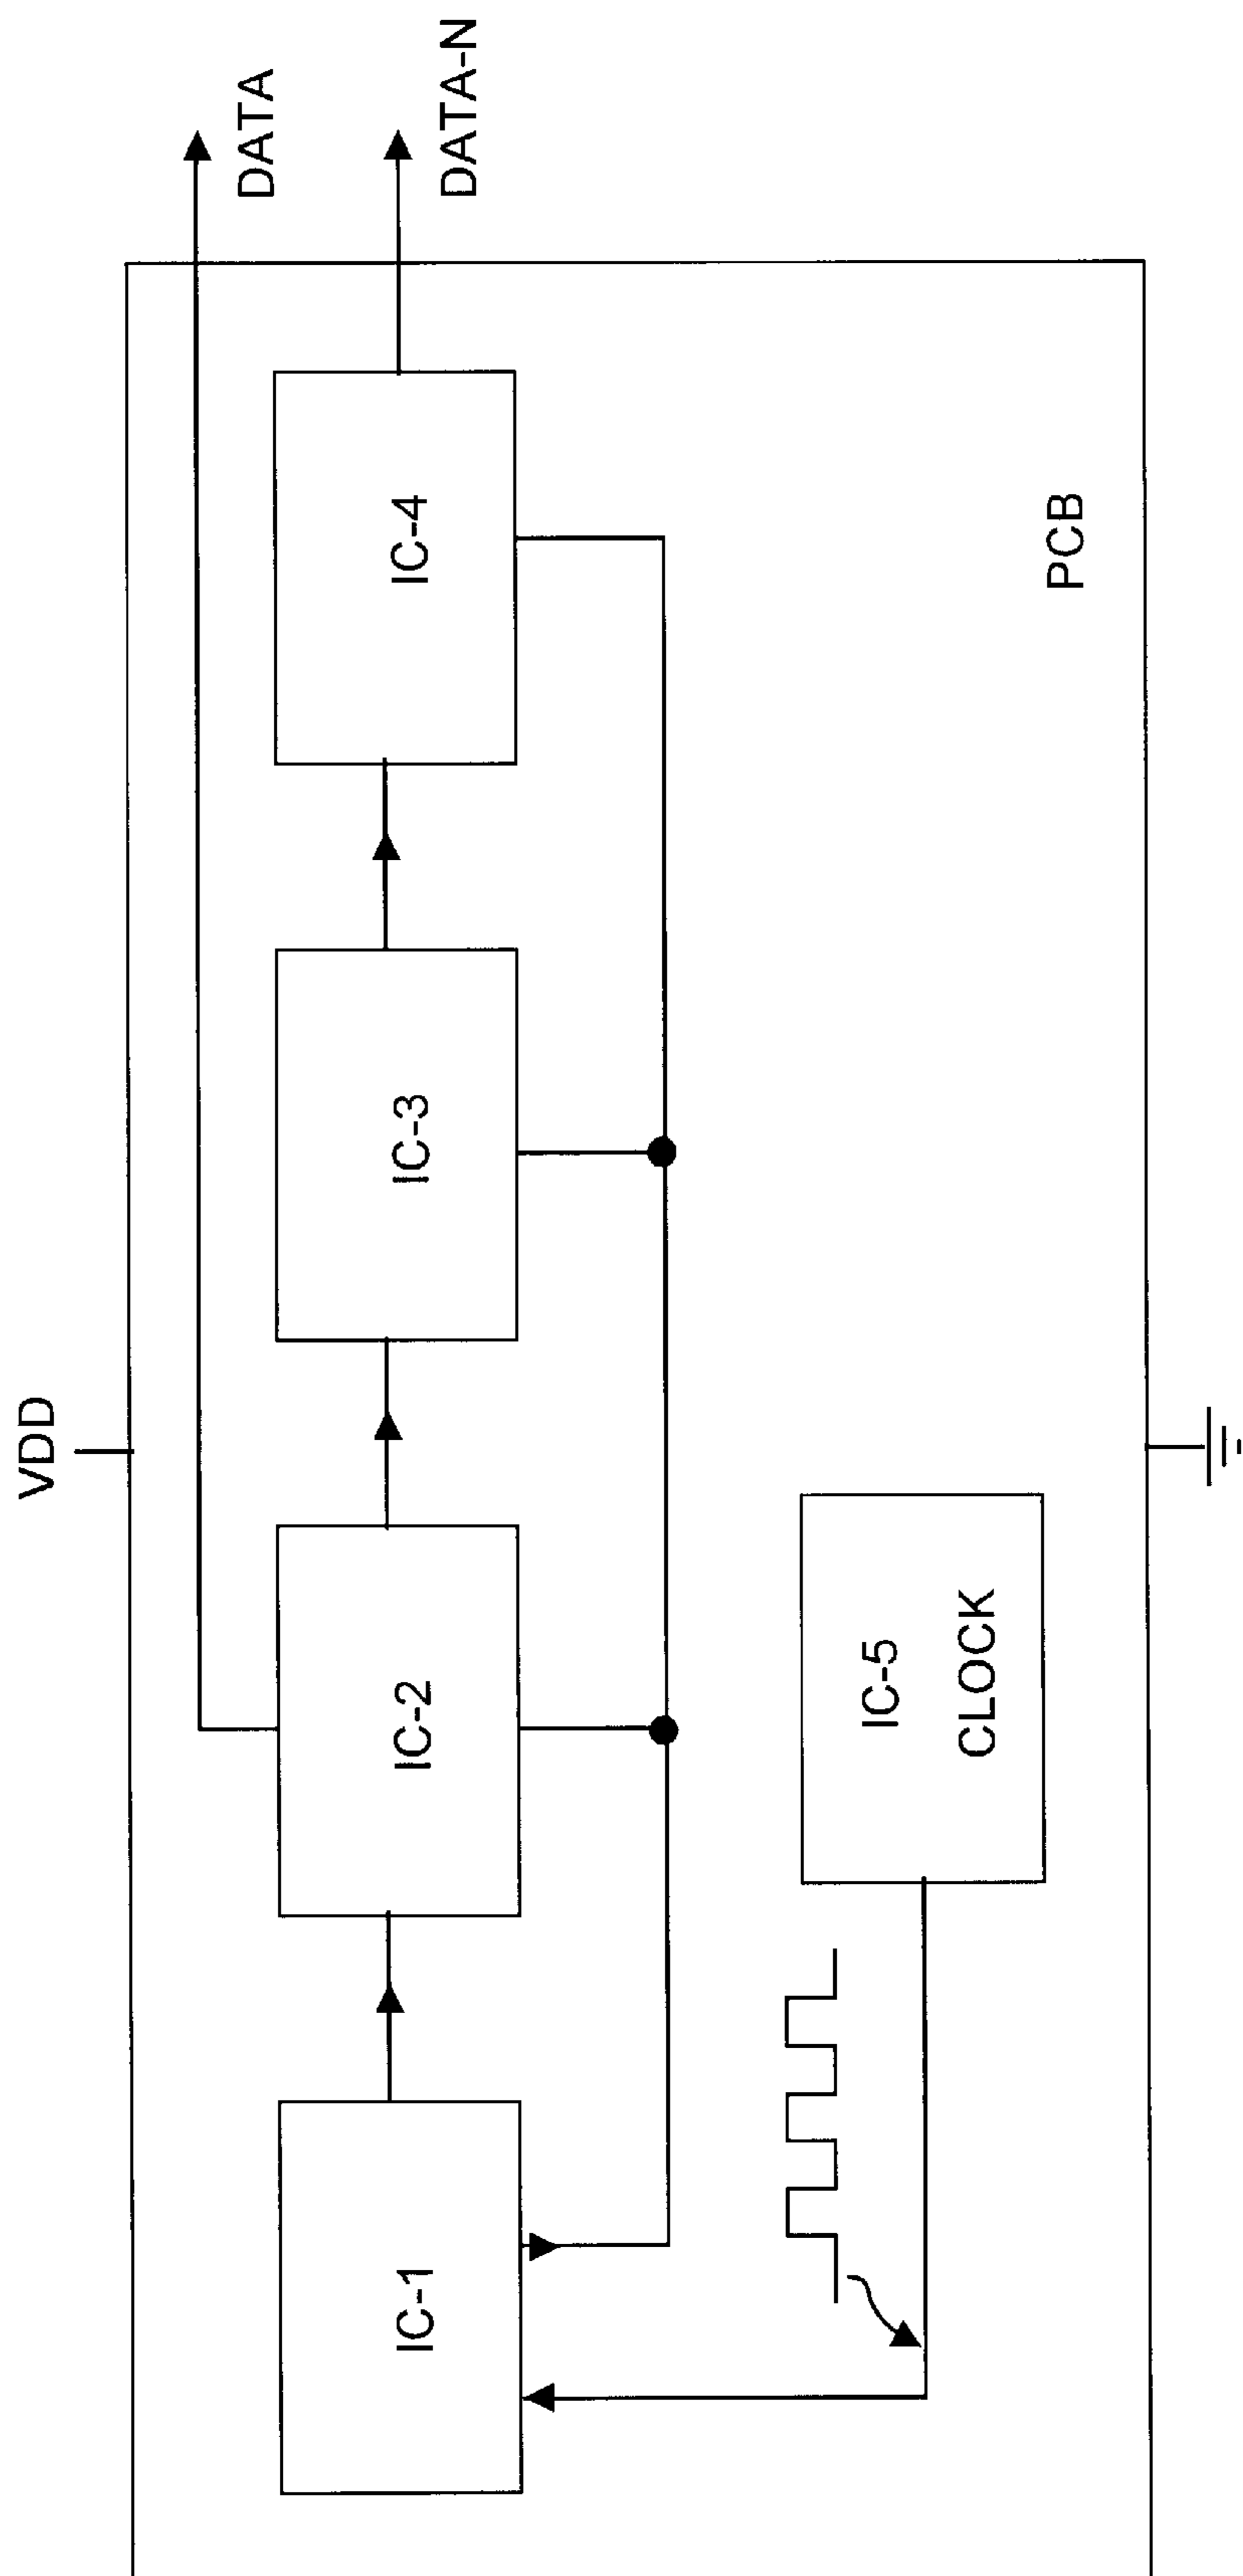 VDD
DATA
DATA-N
IC-1
IC-2
IC-3
IC-4
IC-5
CLOCK
PCB